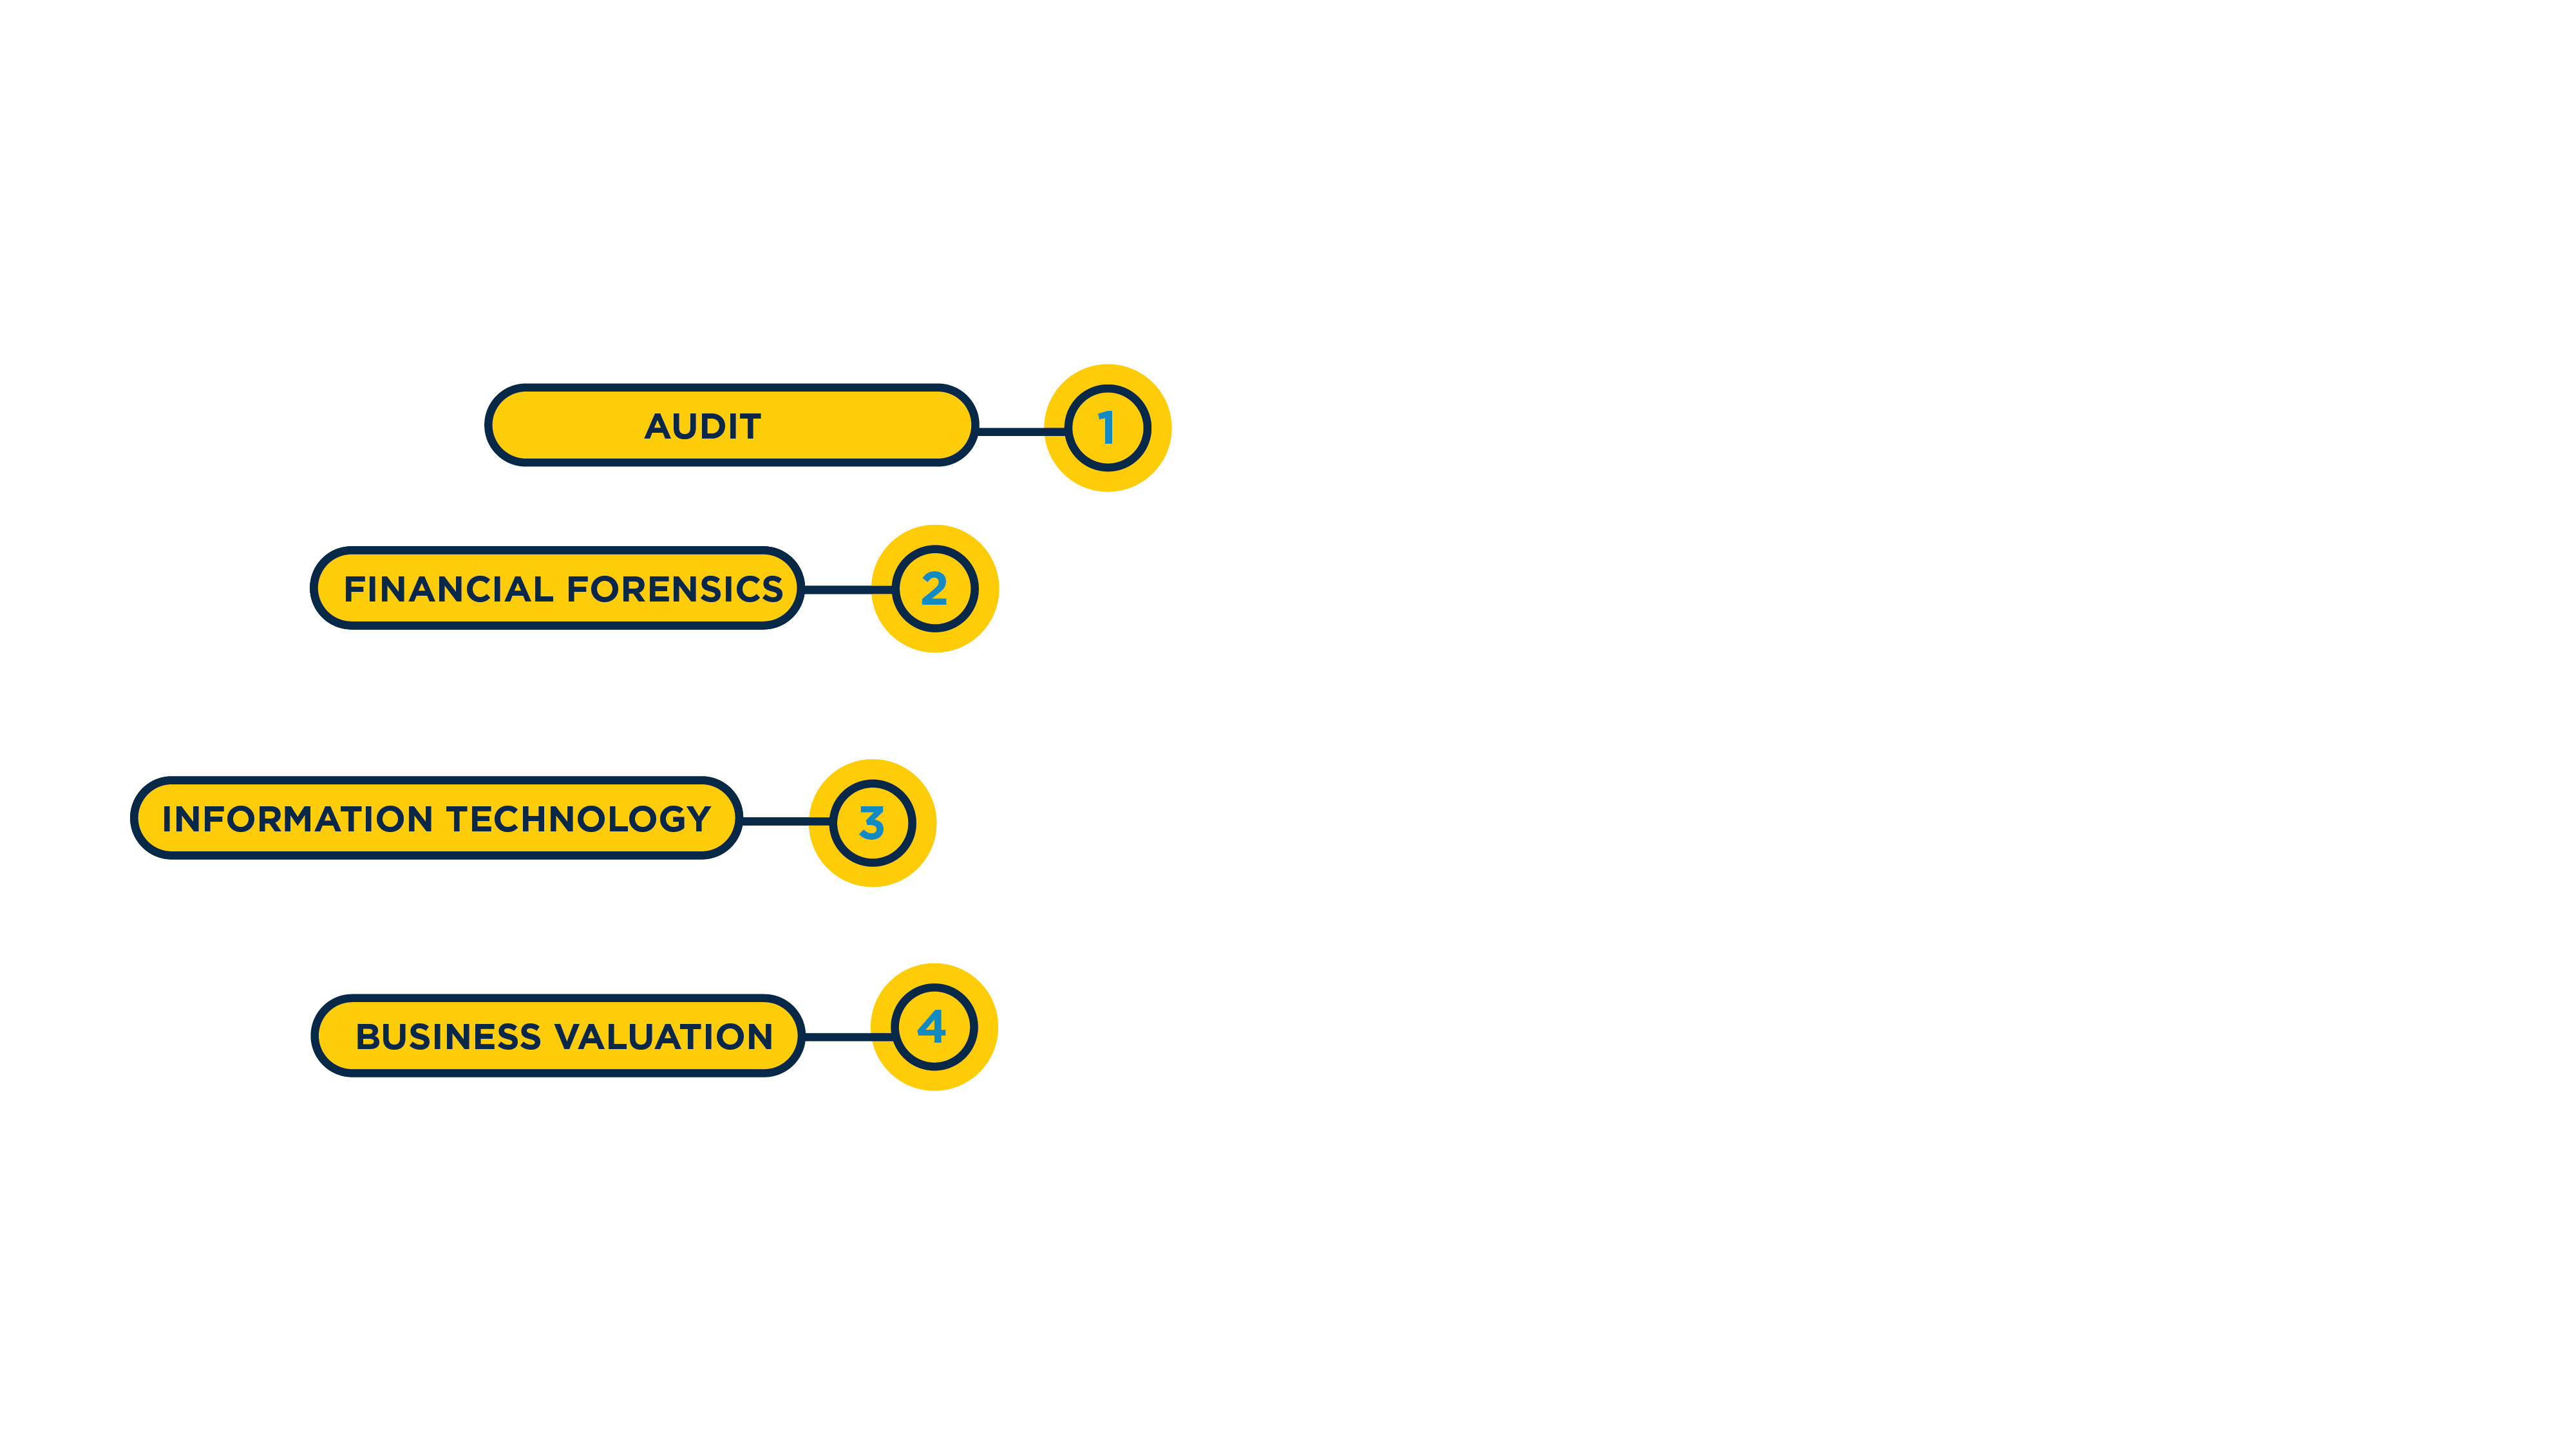 AUDIT 1
FINANCIAL FORENSICS 2
INFORMATION TECHNOLOGY 3
BUSINESS VALUATION 4